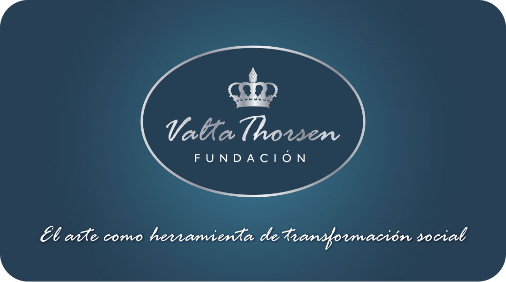 Valta Thorsen
FUNDACIÓN
El arte como herramienta de transformación social